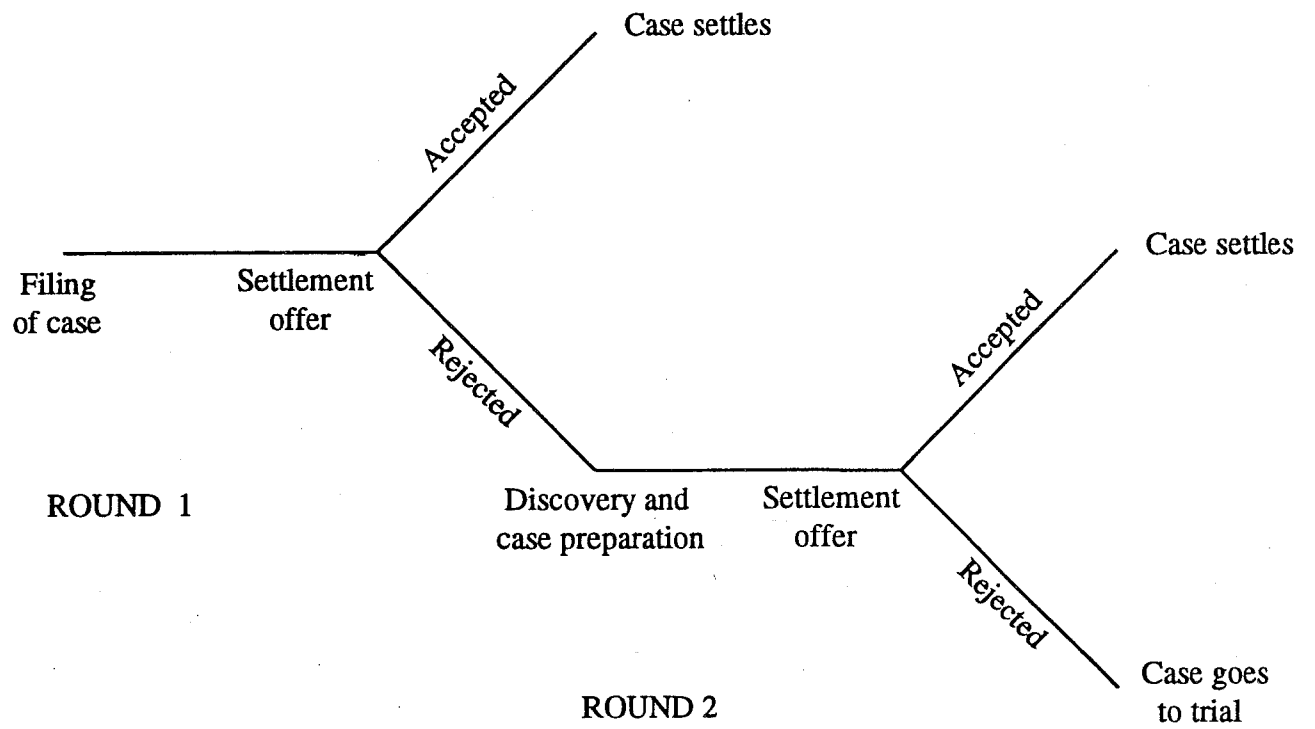 Case settles
Accepted
Filing
of case
Settlement
offer
Rejected
ROUND 1
Case settles
Accepted
Discovery and
case preparation
Settlement
offer
Rejected
Case goes
to trial
ROUND 2